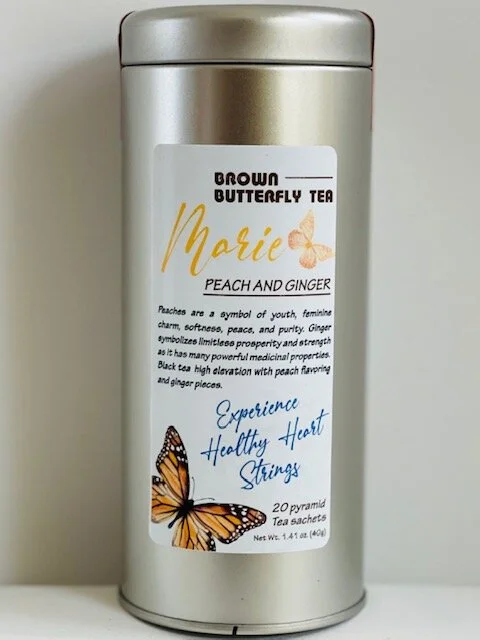 BROWN
BUTTERFLY TEA
Marie
PEACH AND GINGER
Peaches are a symbol of youth, feminine
charm, softness, peace, and purity. Ginger
symbolizes limitless prosperity and strength
as it has many powerful medicinal properties.
Black tea high elevation with peach flavoring
and ginger pieces.
Experience
Healthy Heart
Strings
20 pyramid
Tea sachets
Net Wt. 1.41 oz. (40g)